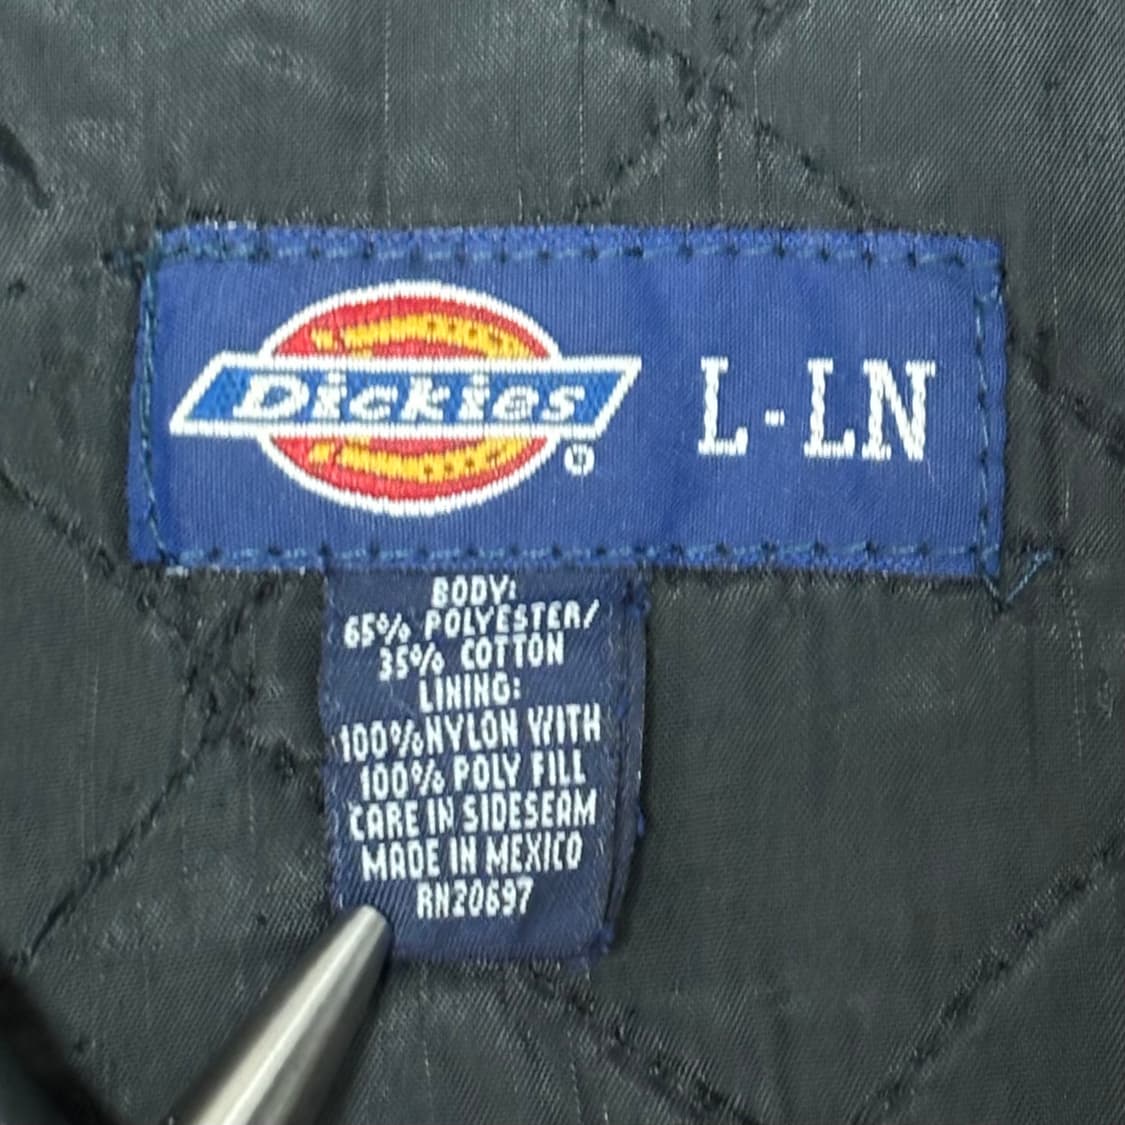 Dickies ® L-LN
BODY:
65% POLYESTER/
35% COTTON
LINING:
100%NYLON WITH
100% POLY FILL
CARE IN SIDESEAM
MADE IN MEXICO
RN20697